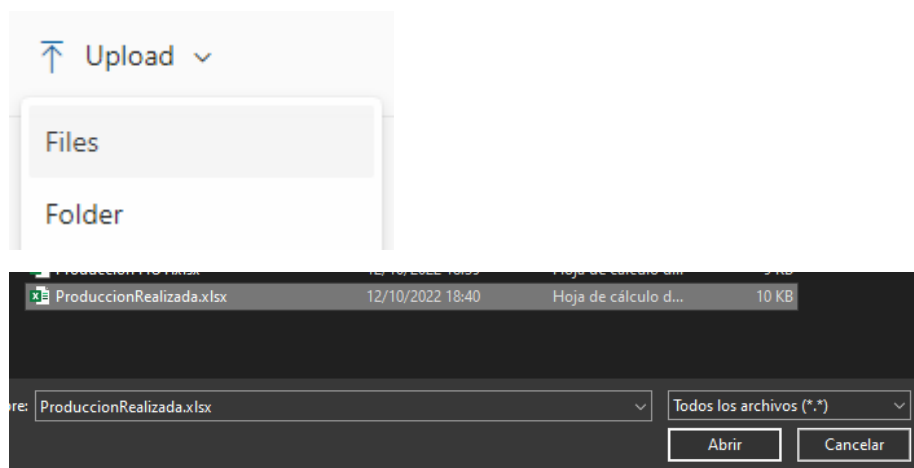 Upload
Files
Folder
ProduccionRealizada.xlsx 12/10/2022 18:40 Hoja de cálculo d... 10 KB
ProduccionRealizada.xlsx Todos los archivos (*.*)
Abrir Cancelar